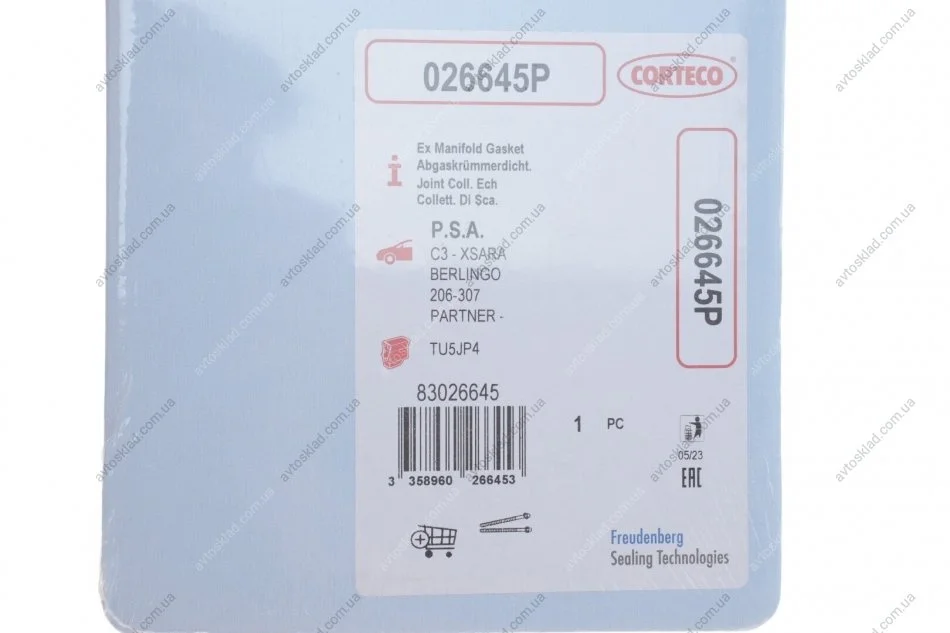 026645P
CORTECO
Ex Manifold Gasket
Abgaskrümmerdicht.
Joint Coll. Ech
Collett. Di Şca.
P.S.A.
C3 - XSARA
BERLINGO
206-307
PARTNER -
TU5JP4
026645P
83026645
3 358960 266453
1 PC
05/23
EAC
Freudenberg
Sealing Technologies
avtosklad.com.ua